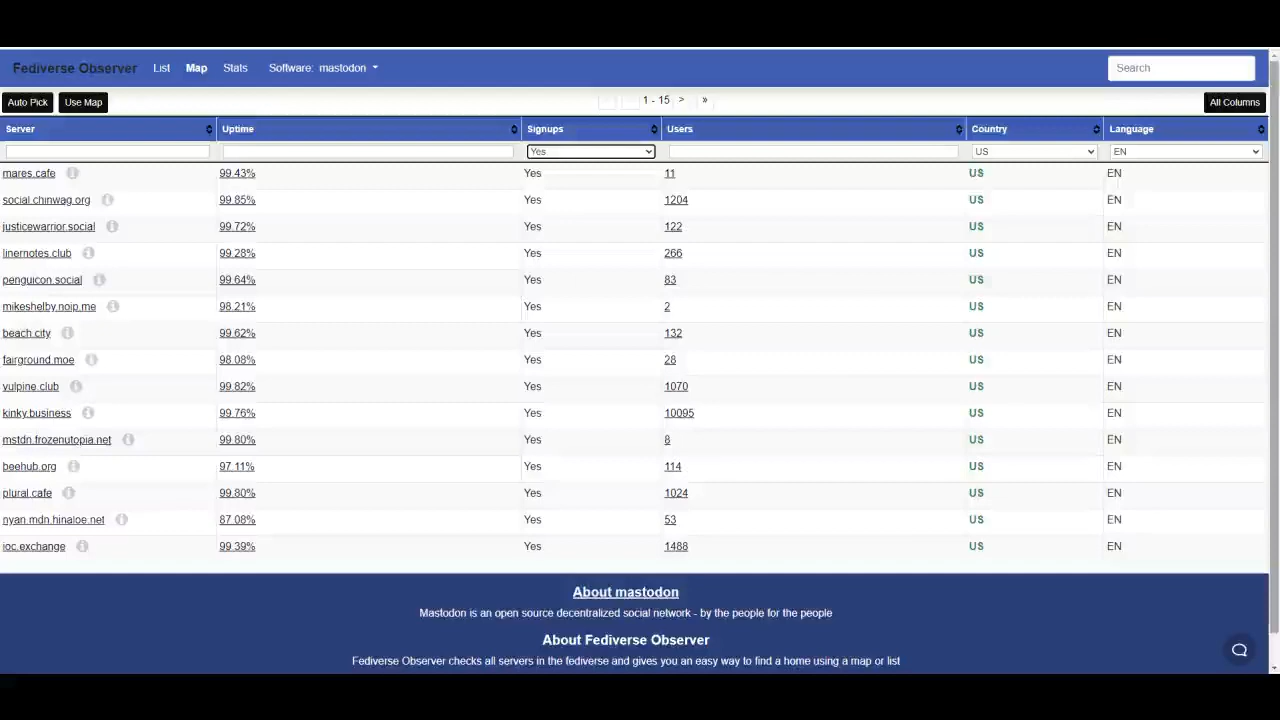 Fediverse Observer List Map Stats Software: mastodon Search
Auto Pick Use Map 1 - 15 > » All Columns
Server Uptime Signups Users Country Language
Yes US EN
mares.cafe 99.43% Yes 11 US EN
social.chinwag.org 99.85% Yes 1204 US EN
justicewarrior.social 99.72% Yes 122 US EN
linernotes.club 99.28% Yes 266 US EN
penguicon.social 99.64% Yes 83 US EN
mikeshelby.noip.me 98.21% Yes 2 US EN
beach.city 99.62% Yes 132 US EN
fairground.moe 98.08% Yes 28 US EN
vulpine.club 99.82% Yes 1070 US EN
kinky.business 99.76% Yes 10095 US EN
mstdn.frozenutopia.net 99.80% Yes 8 US EN
beehub.org 97.11% Yes 114 US EN
plural.cafe 99.80% Yes 1024 US EN
nyan.mdn.hinaloe.net 87.08% Yes 53 US EN
ioc.exchange 99.39% Yes 1488 US EN
About mastodon
Mastodon is an open source decentralized social network - by the people for the people
About Fediverse Observer
Fediverse Observer checks all servers in the fediverse and gives you an easy way to find a home using a map or list